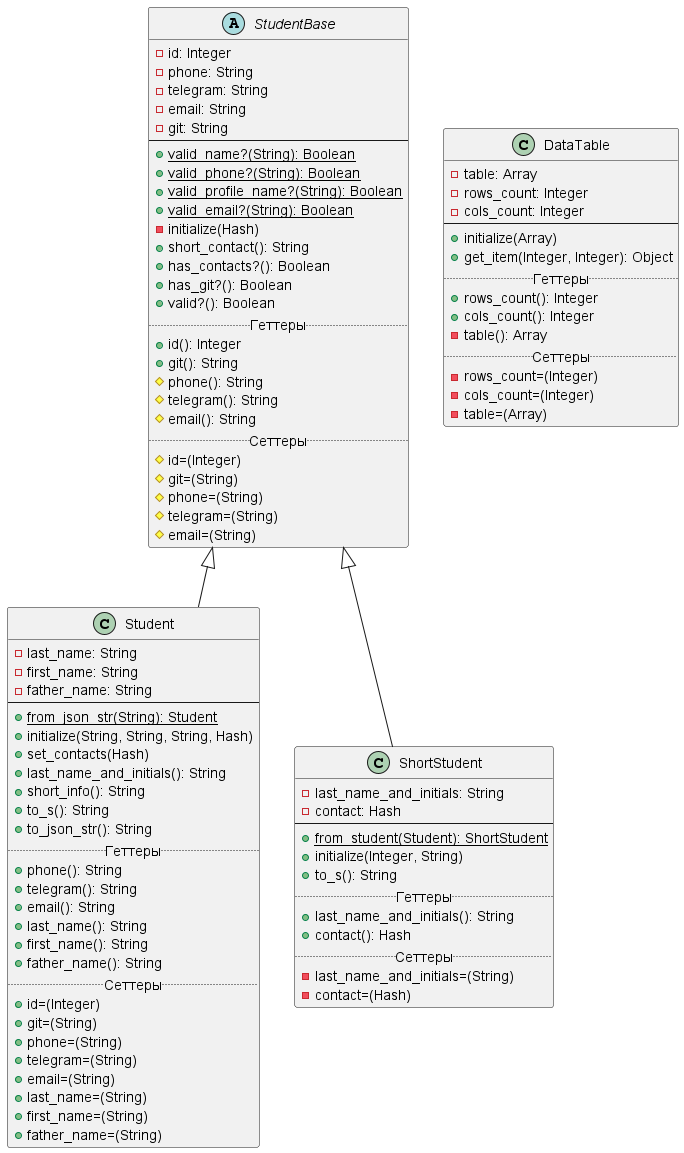 A StudentBase
id: Integer
phone: String
telegram: String
email: String
git: String
valid_name?(String): Boolean
valid_phone?(String): Boolean
valid_profile_name?(String): Boolean
valid_email?(String): Boolean
initialize(Hash)
short_contact(): String
has_contacts?(): Boolean
has_git?(): Boolean
valid?(): Boolean
Геттеры
id(): Integer
git(): String
phone(): String
telegram(): String
email(): String
Сеттеры
id=(Integer)
git=(String)
phone=(String)
telegram=(String)
email=(String)
C DataTable
table: Array
rows_count: Integer
cols_count: Integer
initialize(Array)
get_item(Integer, Integer): Object
Геттеры
rows_count(): Integer
cols_count(): Integer
table(): Array
Сеттеры
rows_count=(Integer)
cols_count=(Integer)
table=(Array)
C Student
last_name: String
first_name: String
father_name: String
from_json_str(String): Student
initialize(String, String, String, Hash)
set_contacts(Hash)
last_name_and_initials(): String
short_info(): String
to_s(): String
to_json_str(): String
Геттеры
phone(): String
telegram(): String
email(): String
last_name(): String
first_name(): String
father_name(): String
Сеттеры
id=(Integer)
git=(String)
phone=(String)
telegram=(String)
email=(String)
last_name=(String)
first_name=(String)
father_name=(String)
C ShortStudent
last_name_and_initials: String
contact: Hash
from_student(Student): ShortStudent
initialize(Integer, String)
to_s(): String
Геттеры
last_name_and_initials(): String
contact(): Hash
Сеттеры
last_name_and_initials=(String)
contact=(Hash)